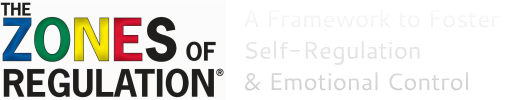 THE
ZONES OF
REGULATION®
A Framework to Foster
Self-Regulation
& Emotional Control